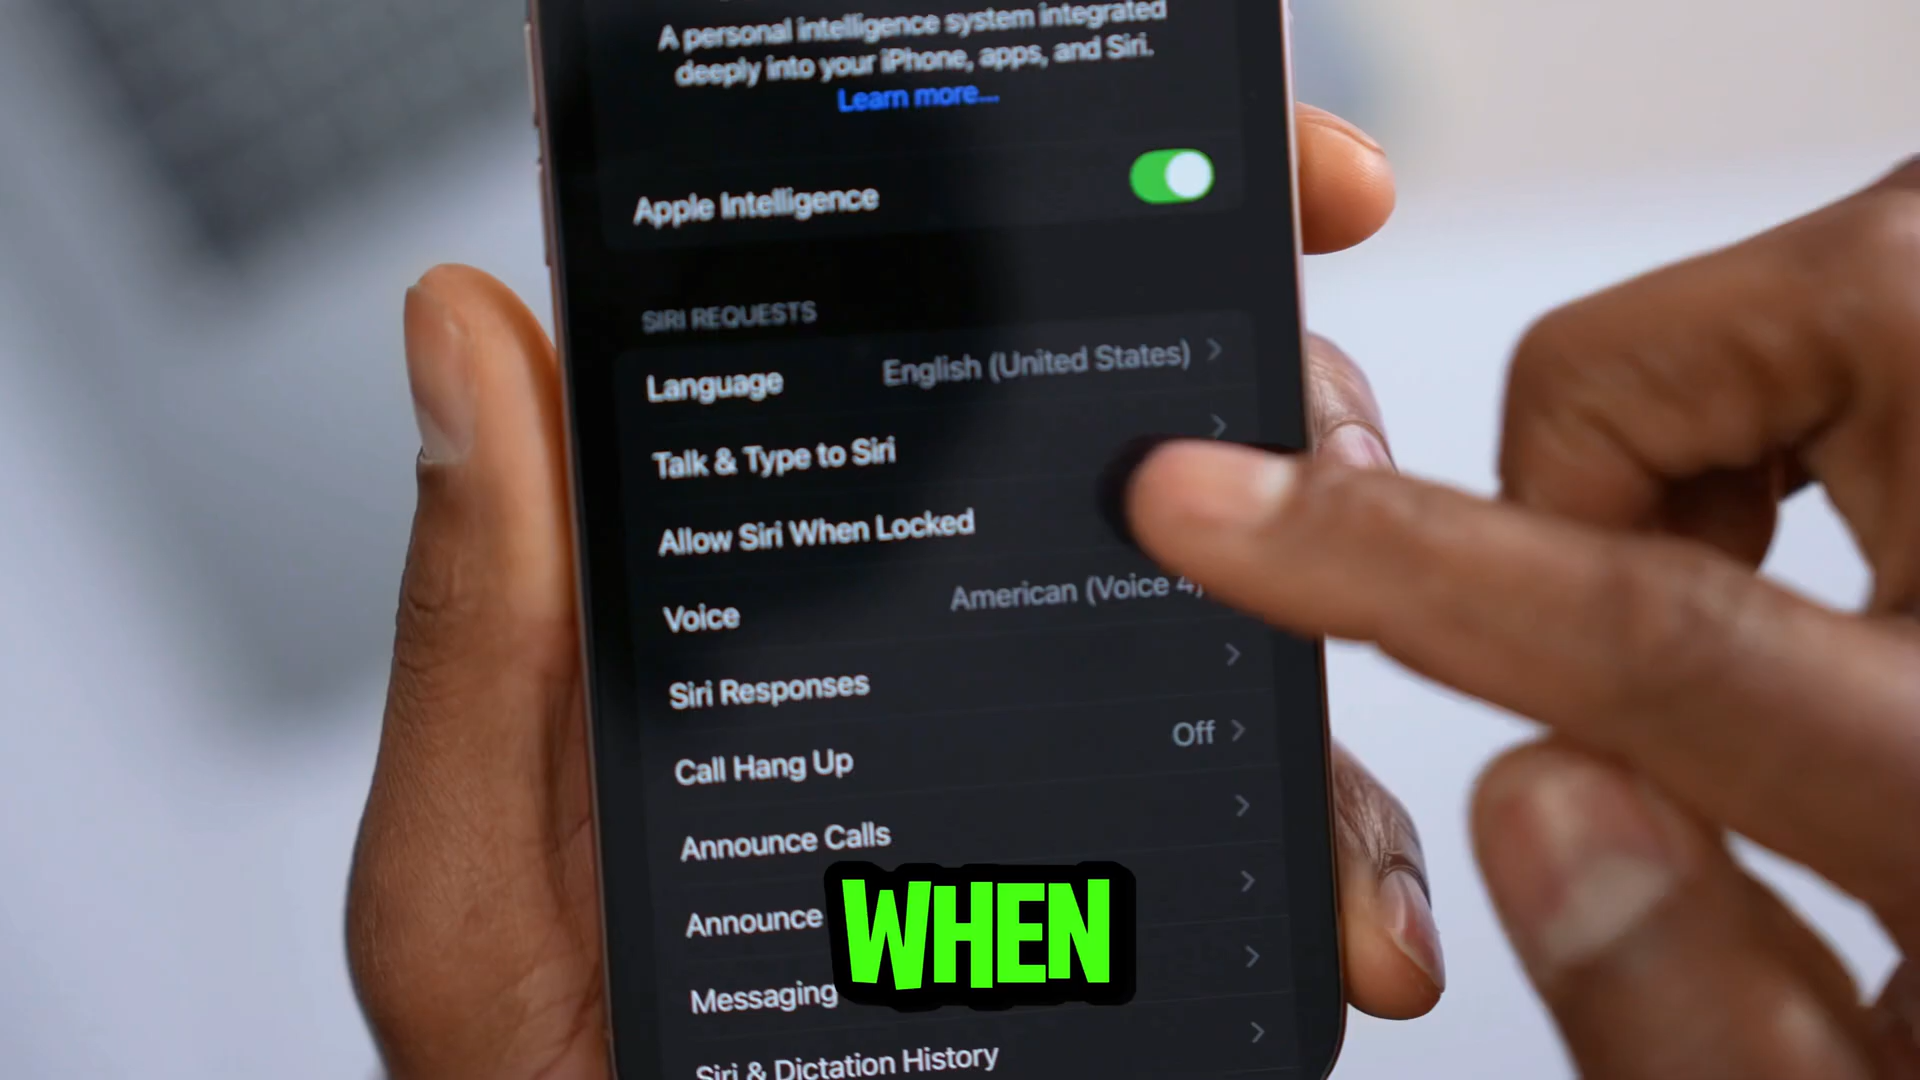 A personal intelligence system integrated
deeply into your iPhone, apps, and Siri.
Learn more...
Apple Intelligence
SIRI REQUESTS
Language English (United States)
Talk & Type to Siri
Allow Siri When Locked
Voice American (Voice 4)
Siri Responses
Call Hang Up Off
Announce Calls
Announce
WHEN
Messaging
Siri & Dictation History